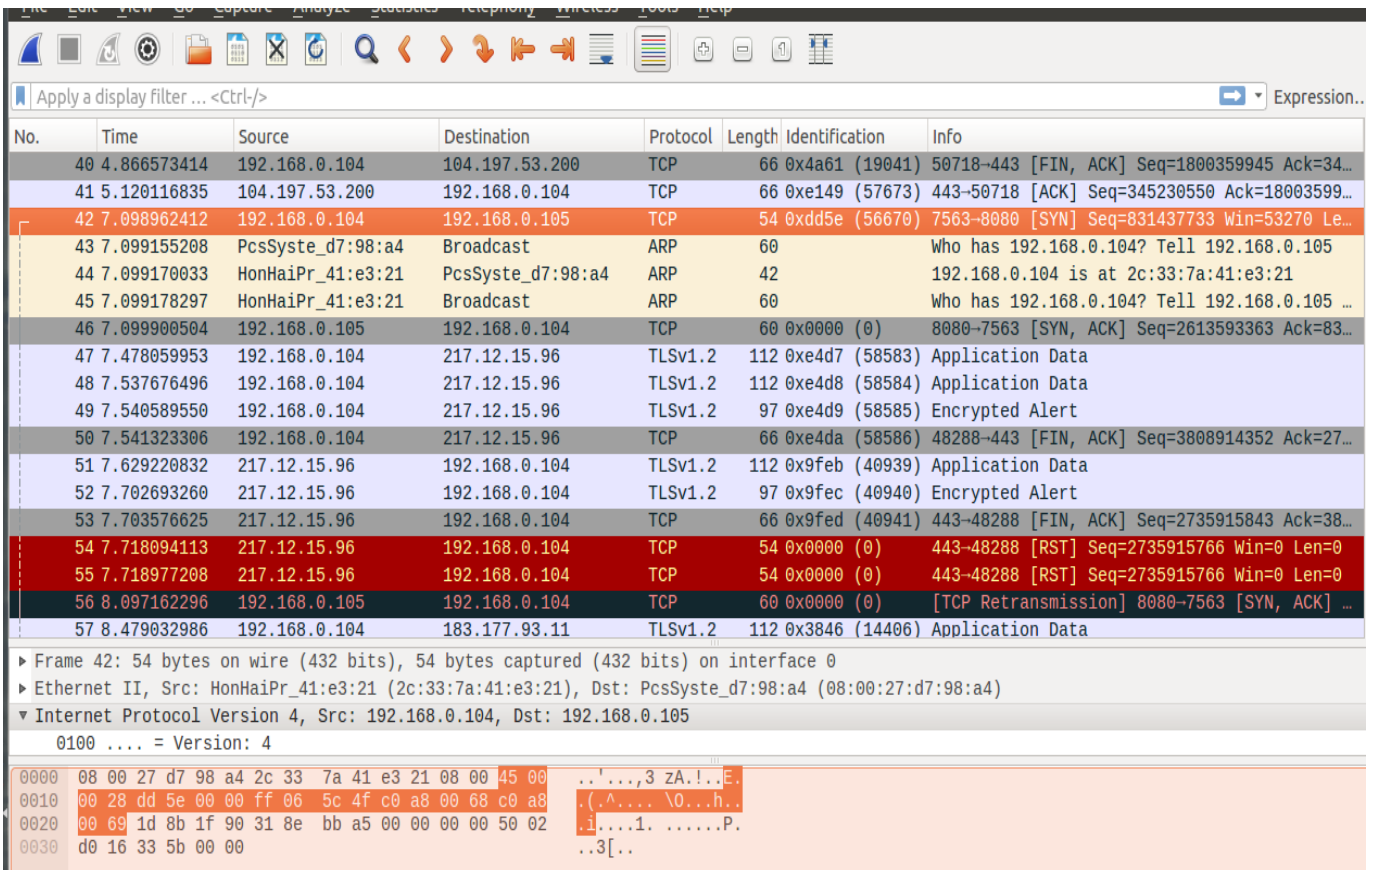 File Edit View Go Capture Analyze Statistics Telephony Wireless Tools Help
Apply a display filter ... <Ctrl-/> Expression..
No. Time Source Destination Protocol Length Identification Info
40 4.866573414 192.168.0.104 104.197.53.200 TCP 66 0x4a61 (19041) 50718→443 [FIN, ACK] Seq=1800359945 Ack=34…
41 5.120116835 104.197.53.200 192.168.0.104 TCP 66 0xe149 (57673) 443→50718 [ACK] Seq=345230550 Ack=18003599…
42 7.098962412 192.168.0.104 192.168.0.105 TCP 54 0xdd5e (56670) 7563→8080 [SYN] Seq=831437733 Win=53270 Le…
43 7.099155208 PcsSyste_d7:98:a4 Broadcast ARP 60 Who has 192.168.0.104? Tell 192.168.0.105
44 7.099170033 HonHaiPr_41:e3:21 PcsSyste_d7:98:a4 ARP 42 192.168.0.104 is at 2c:33:7a:41:e3:21
45 7.099178297 HonHaiPr_41:e3:21 Broadcast ARP 60 Who has 192.168.0.104? Tell 192.168.0.105 …
46 7.099900504 192.168.0.105 192.168.0.104 TCP 60 0x0000 (0) 8080→7563 [SYN, ACK] Seq=2613593363 Ack=83…
47 7.478059953 192.168.0.104 217.12.15.96 TLSv1.2 112 0xe4d7 (58583) Application Data
48 7.537676496 192.168.0.104 217.12.15.96 TLSv1.2 112 0xe4d8 (58584) Application Data
49 7.540589550 192.168.0.104 217.12.15.96 TLSv1.2 97 0xe4d9 (58585) Encrypted Alert
50 7.541323306 192.168.0.104 217.12.15.96 TCP 66 0xe4da (58586) 48288→443 [FIN, ACK] Seq=3808914352 Ack=27…
51 7.629220832 217.12.15.96 192.168.0.104 TLSv1.2 112 0x9feb (40939) Application Data
52 7.702693260 217.12.15.96 192.168.0.104 TLSv1.2 97 0x9fec (40940) Encrypted Alert
53 7.703576625 217.12.15.96 192.168.0.104 TCP 66 0x9fed (40941) 443→48288 [FIN, ACK] Seq=2735915843 Ack=38…
54 7.718094113 217.12.15.96 192.168.0.104 TCP 54 0x0000 (0) 443→48288 [RST] Seq=2735915766 Win=0 Len=0
55 7.718977208 217.12.15.96 192.168.0.104 TCP 54 0x0000 (0) 443→48288 [RST] Seq=2735915766 Win=0 Len=0
56 8.097162296 192.168.0.105 192.168.0.104 TCP 60 0x0000 (0) [TCP Retransmission] 8080→7563 [SYN, ACK] …
57 8.479032986 192.168.0.104 183.177.93.11 TLSv1.2 112 0x3846 (14406) Application Data
Frame 42: 54 bytes on wire (432 bits), 54 bytes captured (432 bits) on interface 0
Ethernet II, Src: HonHaiPr_41:e3:21 (2c:33:7a:41:e3:21), Dst: PcsSyste_d7:98:a4 (08:00:27:d7:98:a4)
Internet Protocol Version 4, Src: 192.168.0.104, Dst: 192.168.0.105
0100 .... = Version: 4
0000 08 00 27 d7 98 a4 2c 33 7a 41 e3 21 08 00 45 00 ..'...,3 zA.!..E.
0010 00 28 dd 5e 00 00 ff 06 5c 4f c0 a8 00 68 c0 a8 .(.^.... \O...h..
0020 00 69 1d 8b 1f 90 31 8e bb a5 00 00 00 00 50 02 .i....1. ......P.
0030 d0 16 33 5b 00 00 ..3[..